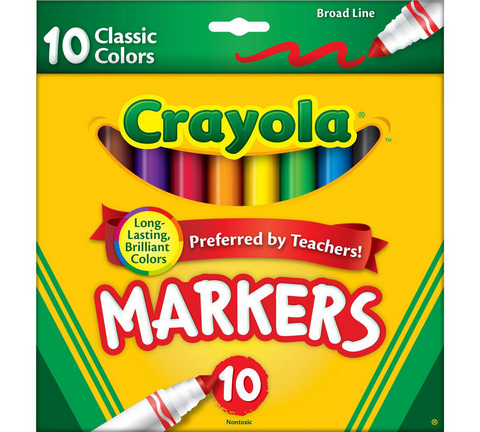 10 Classic
Colors
Broad Line
Crayola®
™
Long-
Lasting,
Brilliant
Colors
Preferred by Teachers!
MARKERS
10
Nontoxic
®